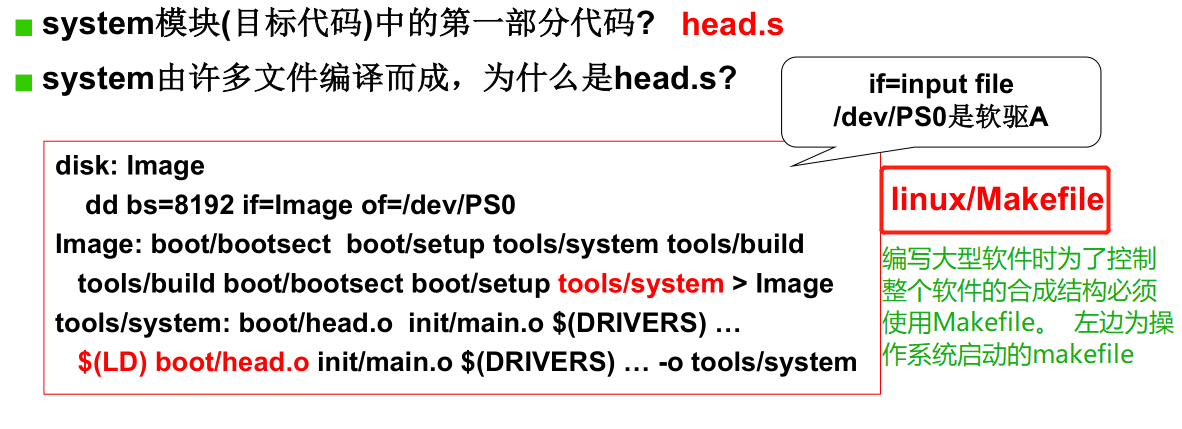 system模块(目标代码)中的第一部分代码? head.s
system由许多文件编译而成，为什么是head.s?
if=input file
/dev/PS0是软驱A
disk: Image
dd bs=8192 if=Image of=/dev/PS0
Image: boot/bootsect boot/setup tools/system tools/build
tools/build boot/bootsect boot/setup tools/system > Image
tools/system: boot/head.o init/main.o $(DRIVERS) …
$(LD) boot/head.o init/main.o $(DRIVERS) … -o tools/system
linux/Makefile
编写大型软件时为了控制
整个软件的合成结构必须
使用Makefile。 左边为操
作系统启动的makefile